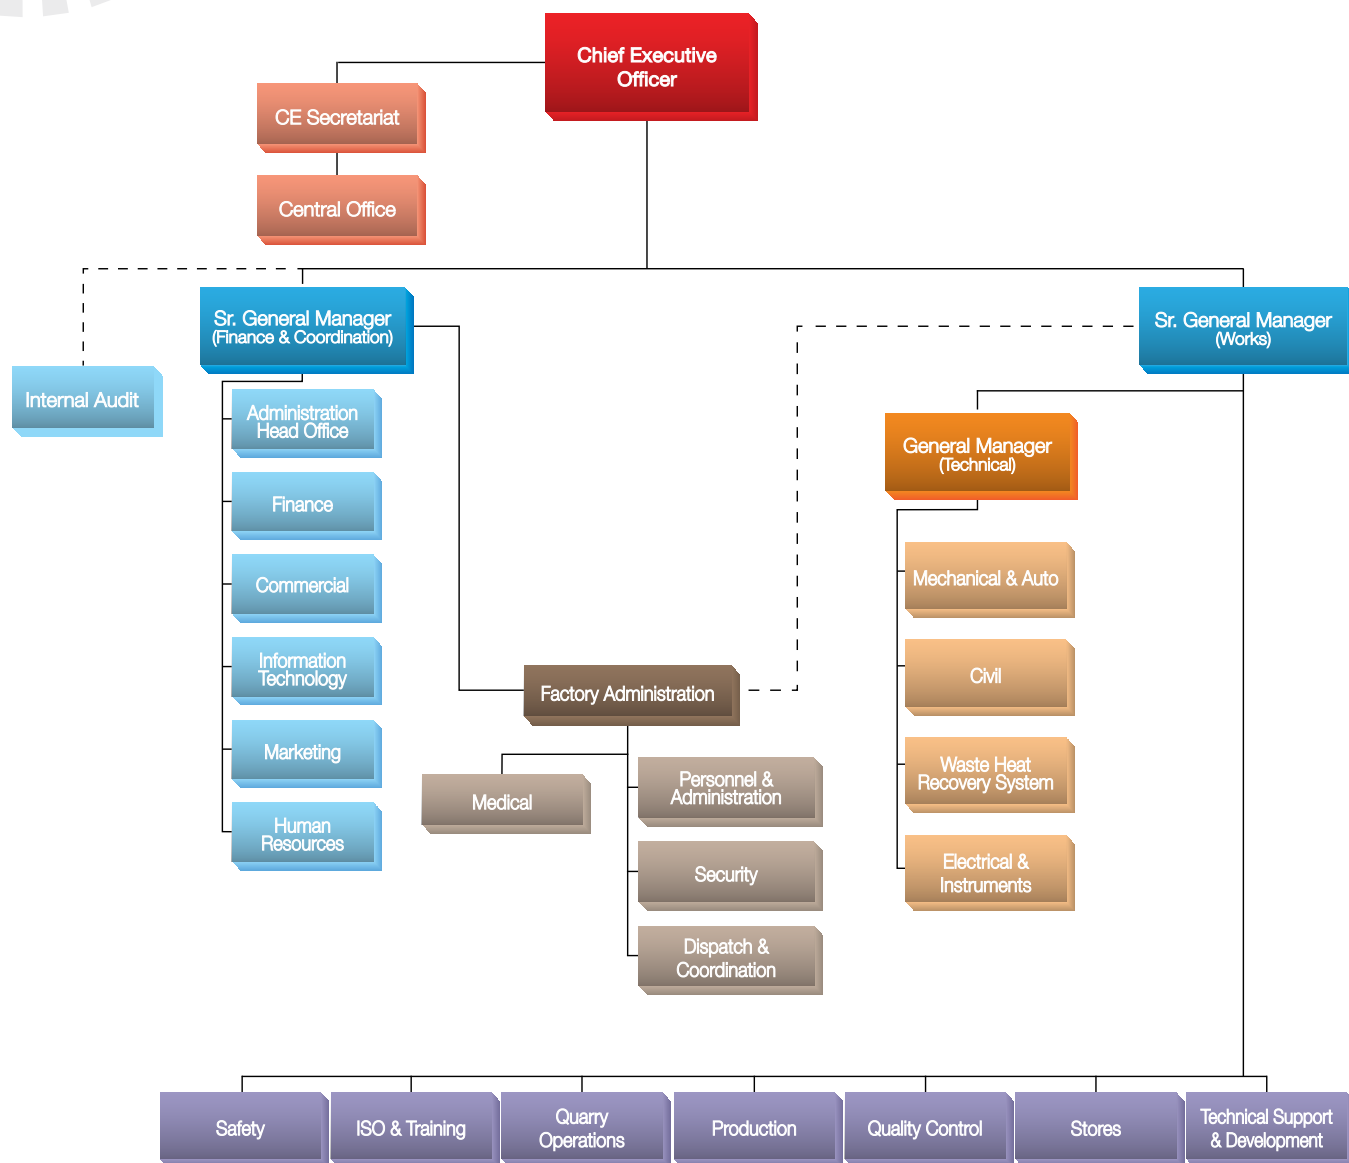 Chief Executive
Officer
CE Secretariat
Central Office
Sr. General Manager
(Finance & Coordination)
Sr. General Manager
(Works)
Internal Audit
Administration
Head Office
Finance
Commercial
Information
Technology
Marketing
Human
Resources
General Manager
(Technical)
Mechanical & Auto
Civil
Waste Heat
Recovery System
Electrical &
Instruments
Factory Administration
Medical
Personnel &
Administration
Security
Dispatch &
Coordination
Safety
ISO & Training
Quarry
Operations
Production
Quality Control
Stores
Technical Support
& Development